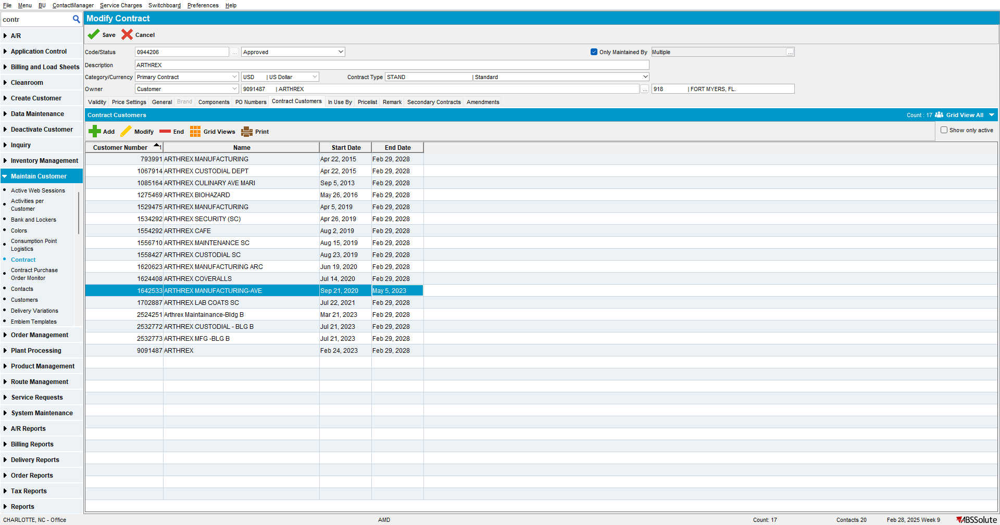 File Menu BU ContactManager Service Charges Switchboard Preferences Help
contr
Modify Contract
Save Cancel
Code/Status 0944206 ... Approved Only Maintained By Multiple ...
Description ARTHREX
Category/Currency Primary Contract USD | US Dollar Contract Type STAND | Standard
Owner Customer 9091487 | ARTHREX ... 918 | FORT MYERS, FL.
Validity Price Settings General Brand Components PO Numbers Contract Customers In Use By Pricelist Remark Secondary Contracts Amendments
Contract Customers Count : 17 Grid View All
Add Modify End Grid Views Print Show only active
Customer Number 1 Name Start Date End Date
793991 ARTHREX MANUFACTURING Apr 22, 2015 Feb 29, 2028
1067914 ARTHREX CUSTODIAL DEPT Apr 22, 2015 Feb 29, 2028
1085164 ARTHREX CULINARY AVE MARI Sep 5, 2013 Feb 29, 2028
1275469 ARTHREX BIOHAZARD May 26, 2016 Feb 29, 2028
1529475 ARTHREX MANUFACTURING Apr 5, 2019 Feb 29, 2028
1534292 ARTHREX SECURITY (SC) Apr 26, 2019 Feb 29, 2028
1554292 ARTHREX CAFE Aug 2, 2019 Feb 29, 2028
1556710 ARTHREX MAINTENANCE SC Aug 15, 2019 Feb 29, 2028
1558427 ARTHREX CUSTODIAL SC Aug 23, 2019 Feb 29, 2028
1620623 ARTHREX MANUFACTURING ARC Jun 19, 2020 Feb 29, 2028
1624408 ARTHREX COVERALLS Jul 14, 2020 Feb 29, 2028
1642533 ARTHREX MANUFACTURING-AVE Sep 21, 2020 May 5, 2023
1702887 ARTHREX LAB COATS SC Jul 22, 2021 Feb 29, 2028
2524251 Arthrex Maintainance-Bldg B Mar 21, 2023 Feb 29, 2028
2532772 ARTHREX CUSTODIAL - BLG B Jul 21, 2023 Feb 29, 2028
2532773 ARTHREX MFG -BLG B Jul 21, 2023 Feb 29, 2028
9091487 ARTHREX Feb 24, 2023 Feb 29, 2028
A/R
Application Control
Billing and Load Sheets
Cleanroom
Create Customer
Data Maintenance
Deactivate Customer
Inquiry
Inventory Management
Maintain Customer
Active Web Sessions
Activities per
Customer
Bank and Lockers
Colors
Consumption Point
Logistics
Contract
Contract Purchase
Order Monitor
Contacts
Customers
Delivery Variations
Emblem Templates
Order Management
Plant Processing
Product Management
Route Management
Service Requests
System Maintenance
A/R Reports
Billing Reports
Delivery Reports
Order Reports
Tax Reports
Reports
CHARLOTTE, NC - Office AMD Count: 17 Contacts 20 Feb 28, 2025 Week 9 ABSSolute